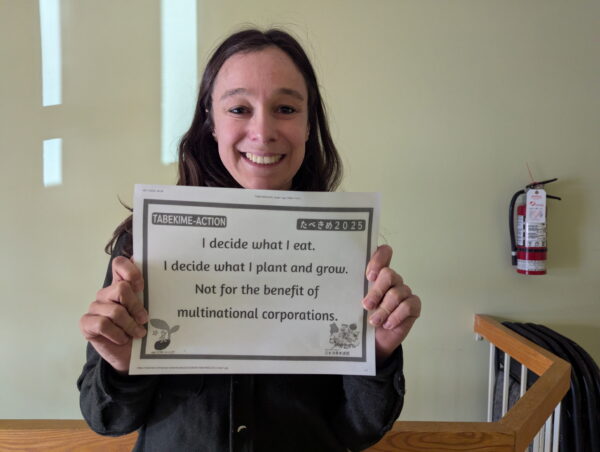 TABEKIME-ACTION
たべきめ2025
I decide what I eat.
I decide what I plant and grow.
Not for the benefit of
multinational corporations.